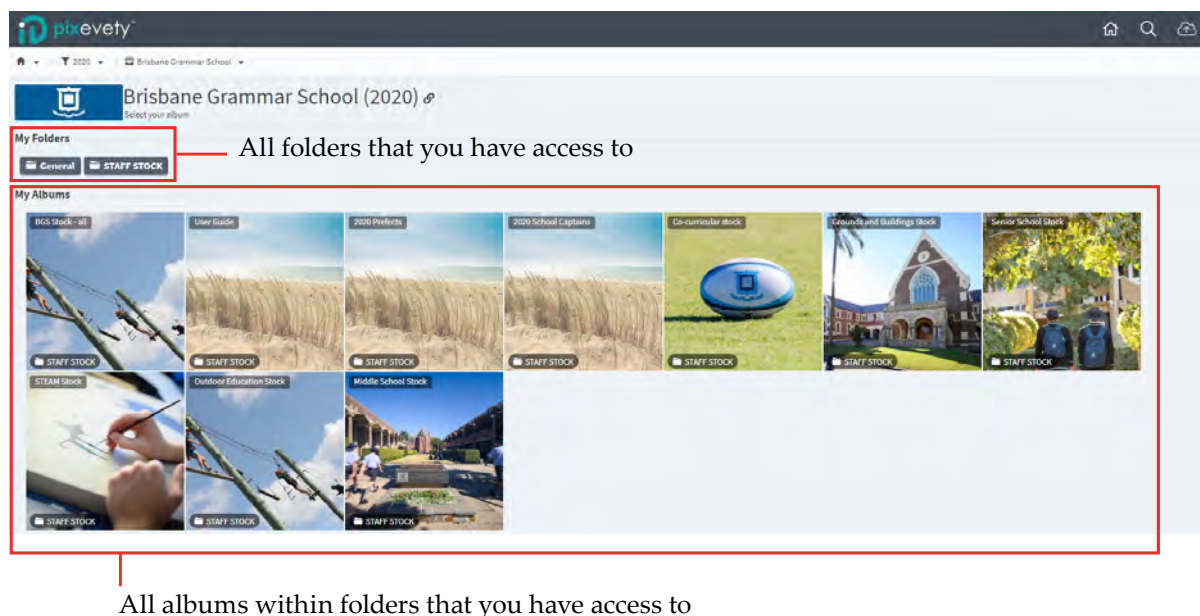 pixevety
2020
Brisbane Grammar School
Brisbane Grammar School (2020)
Select your album
My Folders
General
STAFF STOCK
All folders that you have access to
My Albums
BGS Stock - all
User Guide
2020 Prefects
2020 School Captains
Co-curricular stock
Grounds and Buildings Stock
Senior School Stock
STAFF STOCK
STAFF STOCK
STAFF STOCK
STAFF STOCK
STAFF STOCK
STAFF STOCK
STAFF STOCK
STEAM Stock
Outdoor Education Stock
Middle School Stock
STAFF STOCK
STAFF STOCK
STAFF STOCK
All albums within folders that you have access to